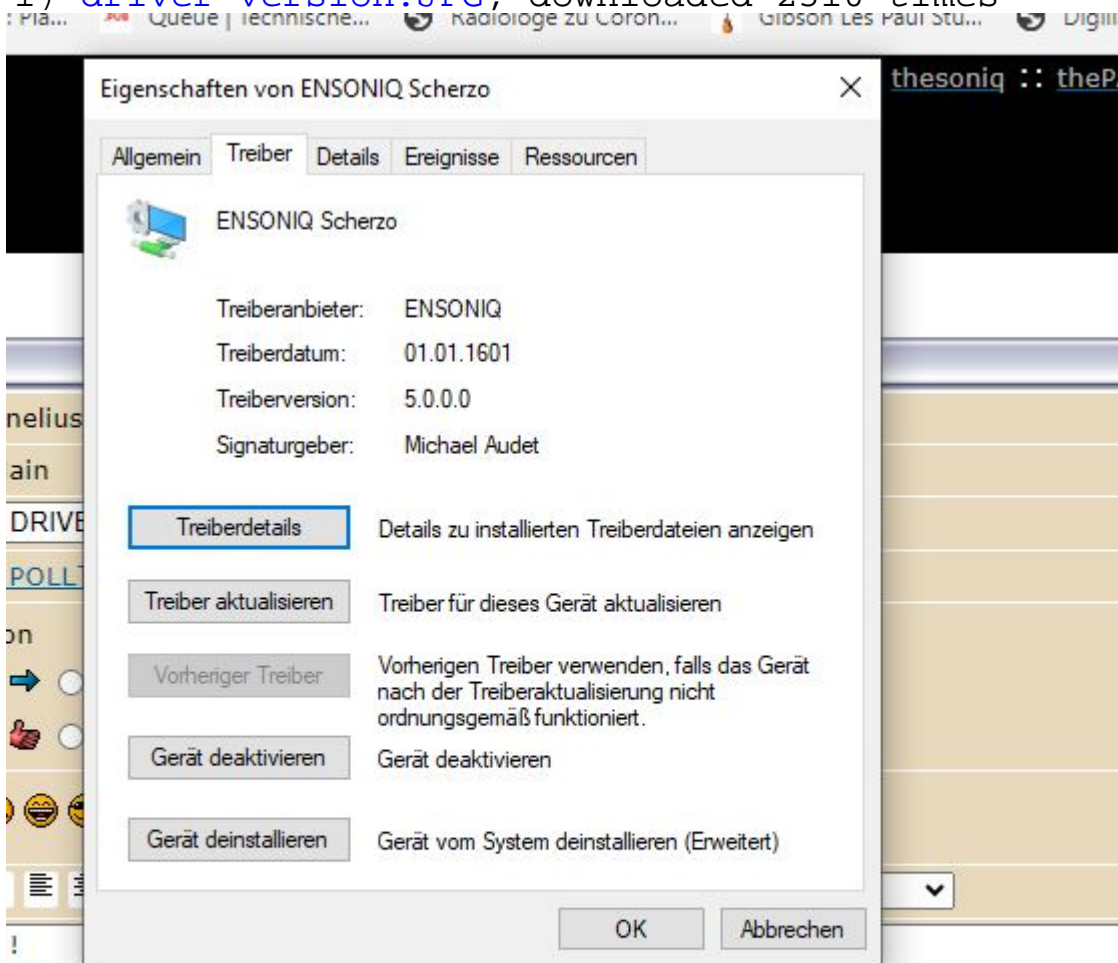 driver version.JPG, downloaded 2510 times
Queue | Technische... Radiologe zu Coron... Gibson Les Paul Stu...
Eigenschaften von ENSONIQ Scherzo
thesoniq ::
Allgemein Treiber Details Ereignisse Ressourcen
ENSONIQ Scherzo
Treiberanbieter: ENSONIQ
Treiberdatum: 01.01.1601
Treiberversion: 5.0.0.0
nelius
Signaturgeber: Michael Audet
ain
DRIVE
Treiberdetails Details zu installierten Treiberdateien anzeigen
POLL
Treiber aktualisieren Treiber für dieses Gerät aktualisieren
on
Vorheriger Treiber Vorherigen Treiber verwenden, falls das Gerät
nach der Treiberaktualisierung nicht
ordnungsgemäß funktioniert.
Gerät deaktivieren Gerät deaktivieren
Gerät deinstallieren Gerät vom System deinstallieren (Erweitert)
OK Abbrechen
!